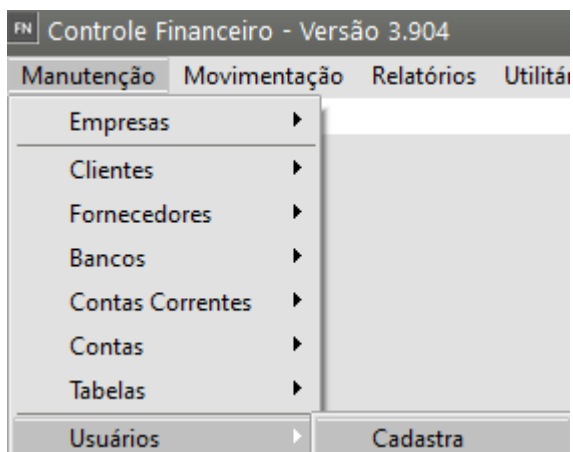 FN Controle Financeiro - Versão 3.904
Manutenção Movimentação Relatórios
Empresas
Clientes
Fornecedores
Bancos
Contas Correntes
Contas
Tabelas
Usuários Cadastra